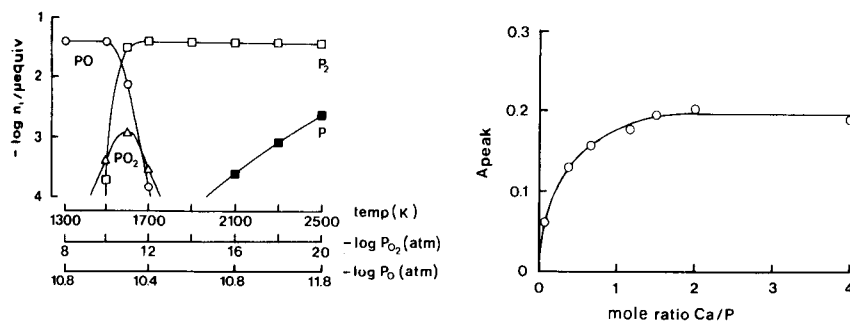 - log nᵢ/μequiv
1
2
3
4
PO
P₂
PO₂
P
1300 1700 2100 2500 temp (K)
8 12 16 20 -log P_O₂ (atm)
10.8 10.4 10.8 11.8 -log P_O (atm)
Apeak
0.3
0.2
0.1
0
0 1 2 3 4
mole ratio Ca/P